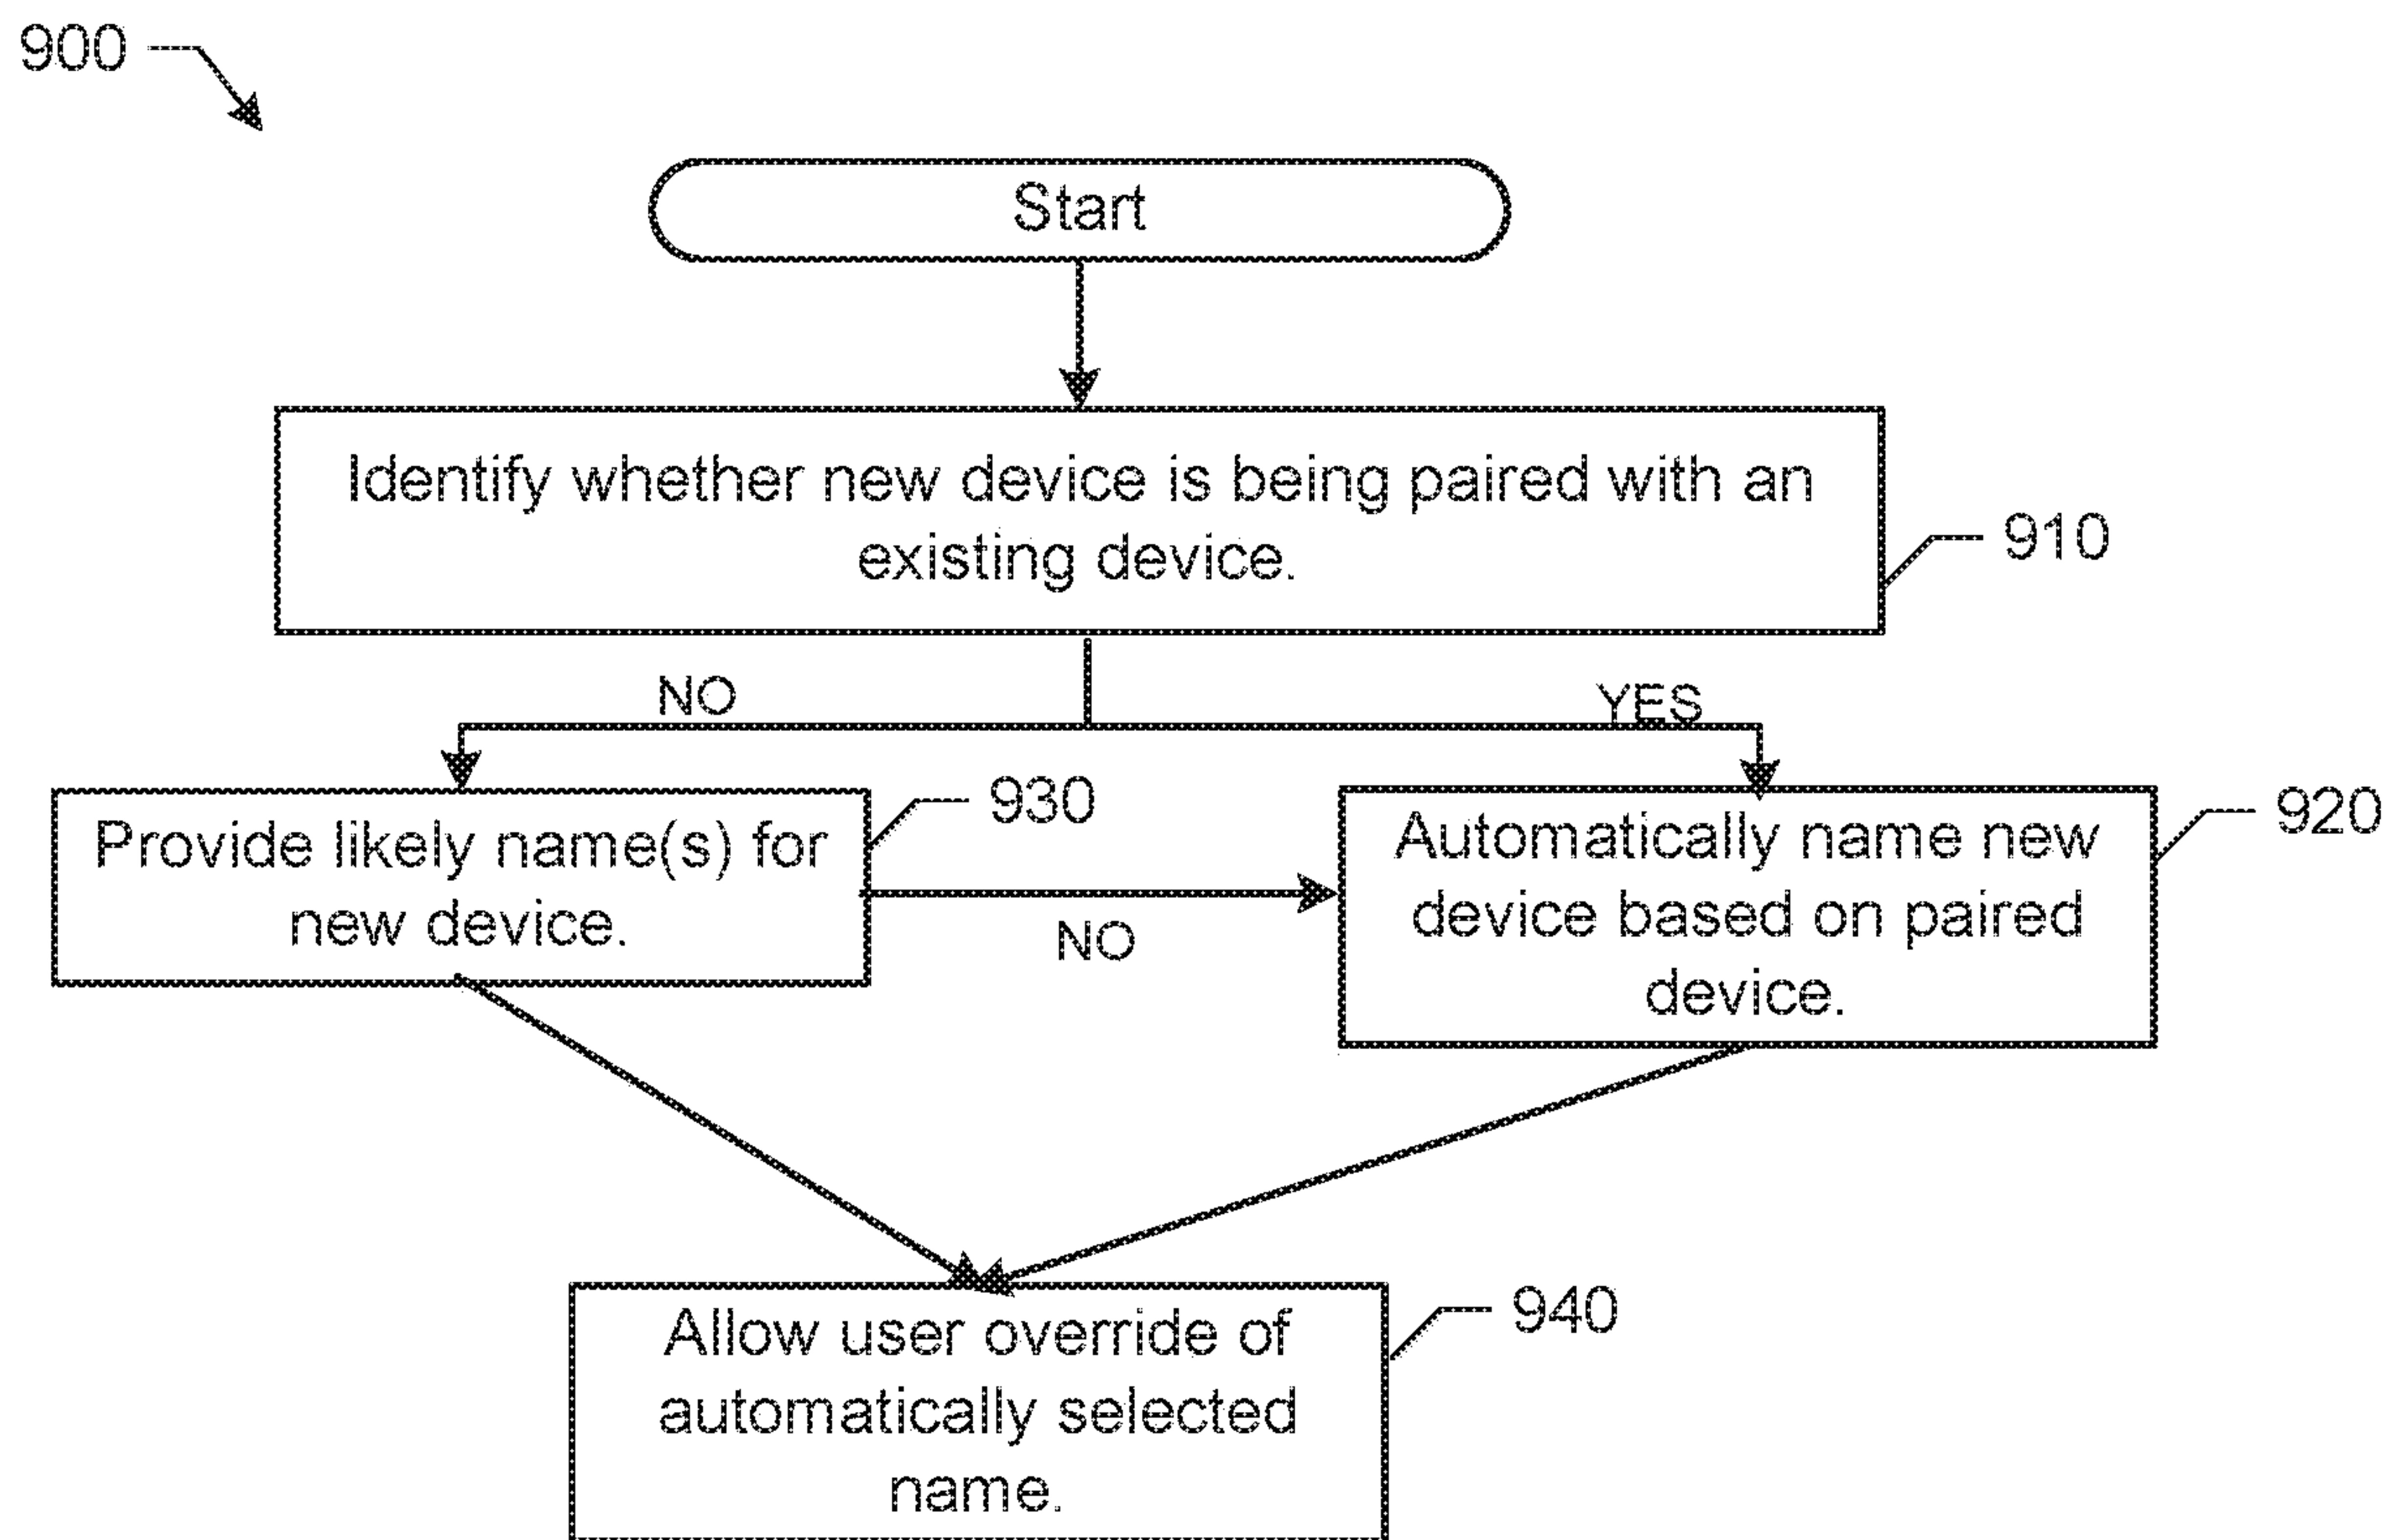 900
Start
Identify whether new device is being paired with an
existing device.
910
NO
YES
930
Provide likely name(s) for
new device.
NO
920
Automatically name new
device based on paired
device.
940
Allow user override of
automatically selected
name.